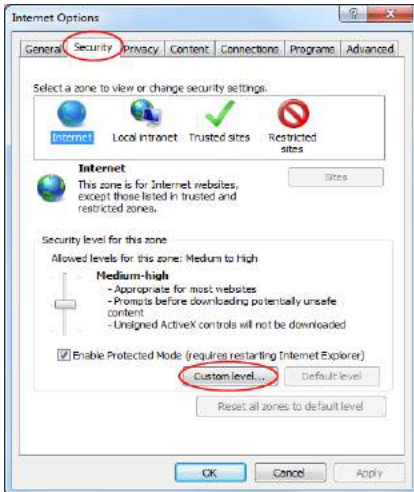 Internet Options
General Security Privacy Content Connections Programs Advanced
Select a zone to view or change security settings.
Internet Local intranet Trusted sites Restricted
sites
Internet
This zone is for Internet websites,
except those listed in trusted and
restricted zones.
Sites
Security level for this zone
Allowed levels for this zone: Medium to High
Medium-high
- Appropriate for most websites
- Prompts before downloading potentially unsafe
content
- Unsigned ActiveX controls will not be downloaded
Enable Protected Mode (requires restarting Internet Explorer)
Custom level... Default level
Reset all zones to default level
OK Cancel Apply